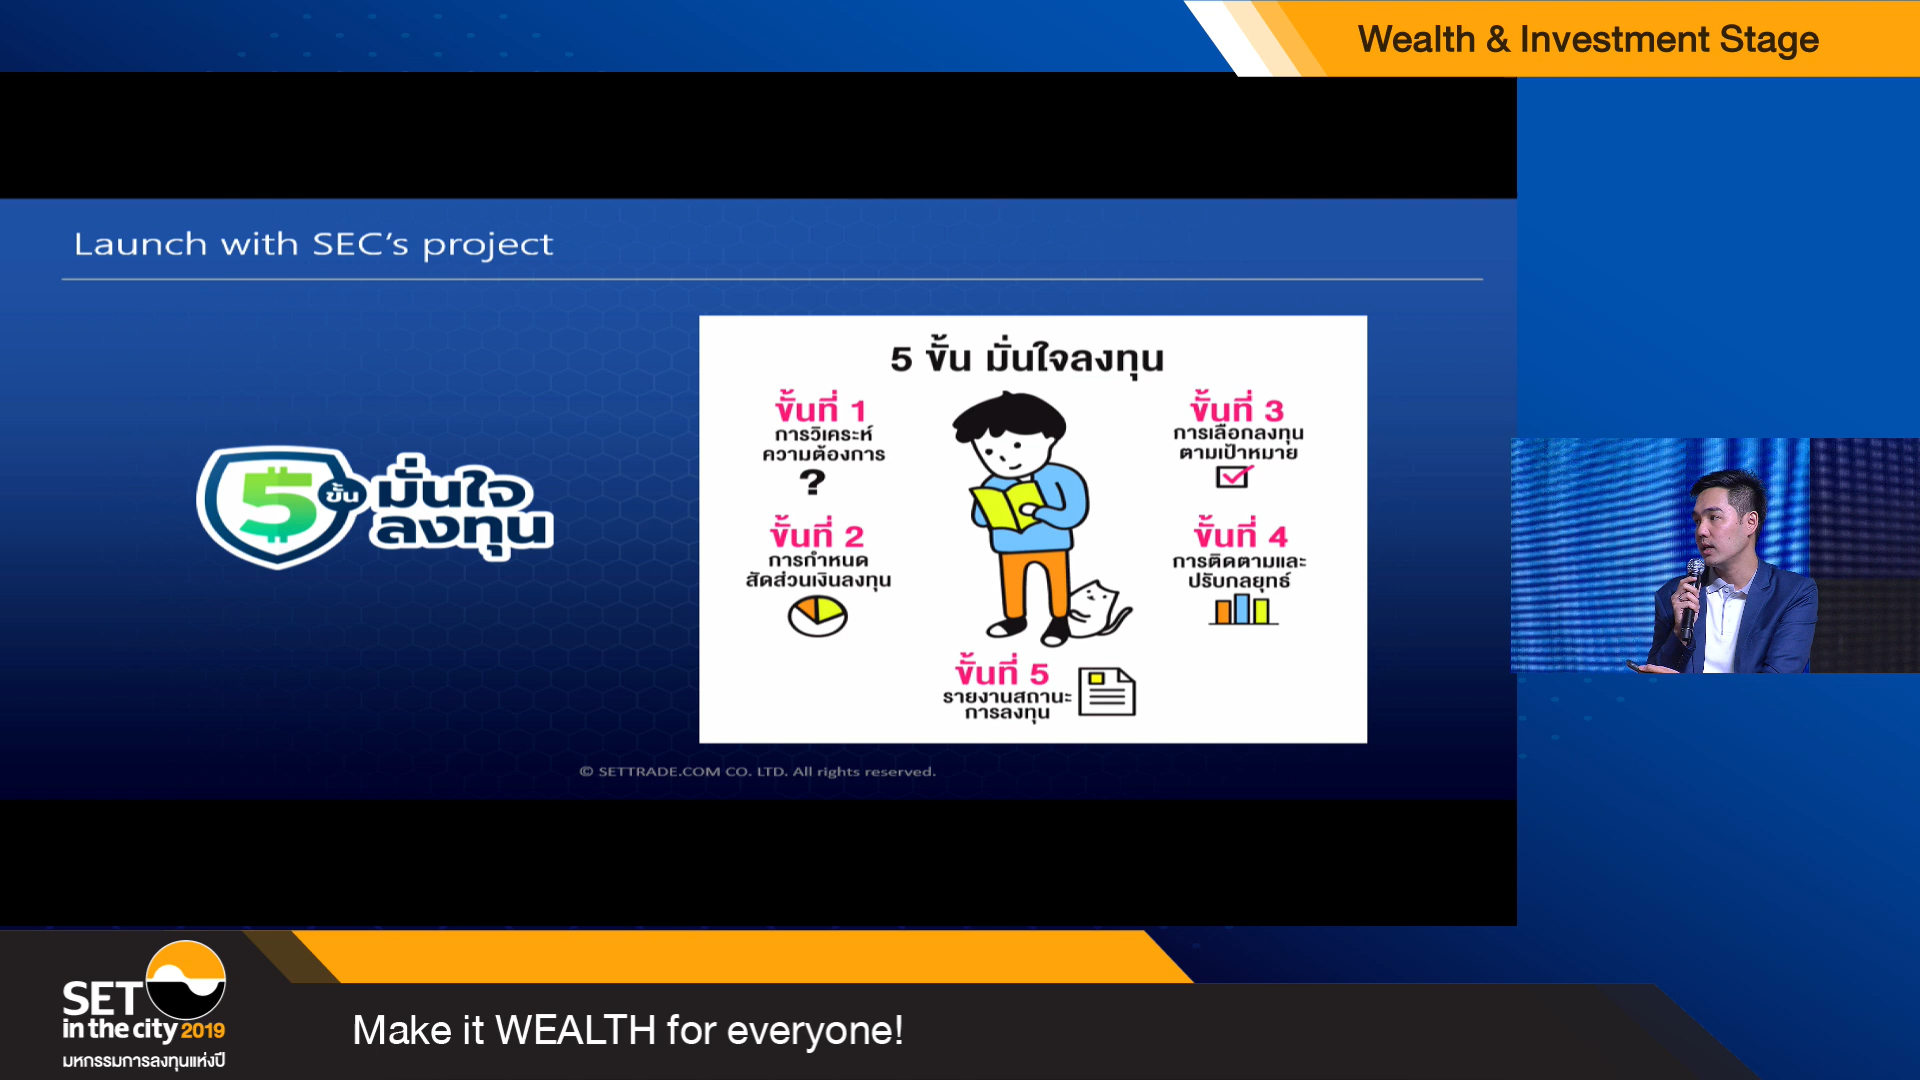 Wealth & Investment Stage
Launch with SEC's project
5 ขั้น มั่นใจ
ลงทุน
5 ขั้น มั่นใจลงทุน
ขั้นที่ 1
การวิเคระห์
ความต้องการ
?
ขั้นที่ 2
การกำหนด
สัดส่วนเงินลงทุน
ขั้นที่ 3
การเลือกลงทุน
ตามเป้าหมาย
ขั้นที่ 4
การติดตามและ
ปรับกลยุทธ์
ขั้นที่ 5
รายงานสถานะ
การลงทุน
© SETTRADE.COM CO. LTD. All rights reserved.
SET
in the city 2019
มหกรรมการลงทุนแห่งปี
Make it WEALTH for everyone!